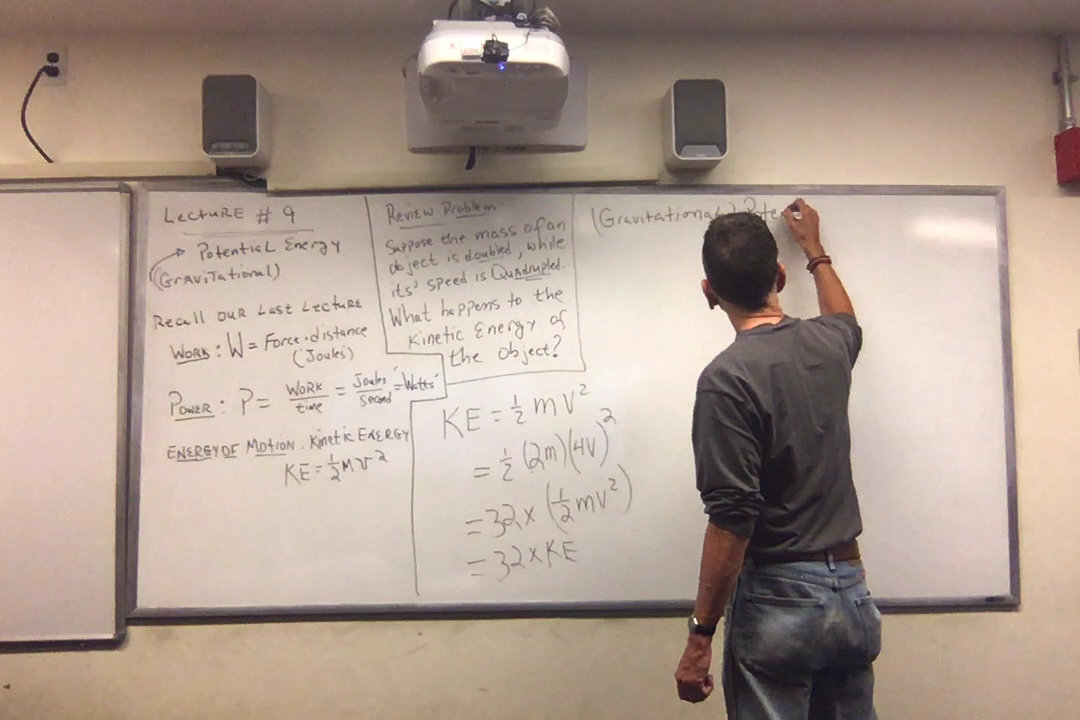 LECTURE # 9
Potential Energy
(Gravitational)
Recall our Last Lecture
WORK: W = Force·distance
(Joules)
POWER: P = WORK/time = Joules/second = "Watts"
ENERGY OF MOTION. Kinetic ENERGY
KE = 1/2 M V²
Review Problem
Suppose the mass of an
object is doubled, while
its' speed is Quadrupled.
What happens to the
kinetic Energy of
the object?
KE = 1/2 m V²
= 1/2 (2m)(4V)²
= 32 x (1/2 mV²)
= 32 x KE
(Gravitational) Pote